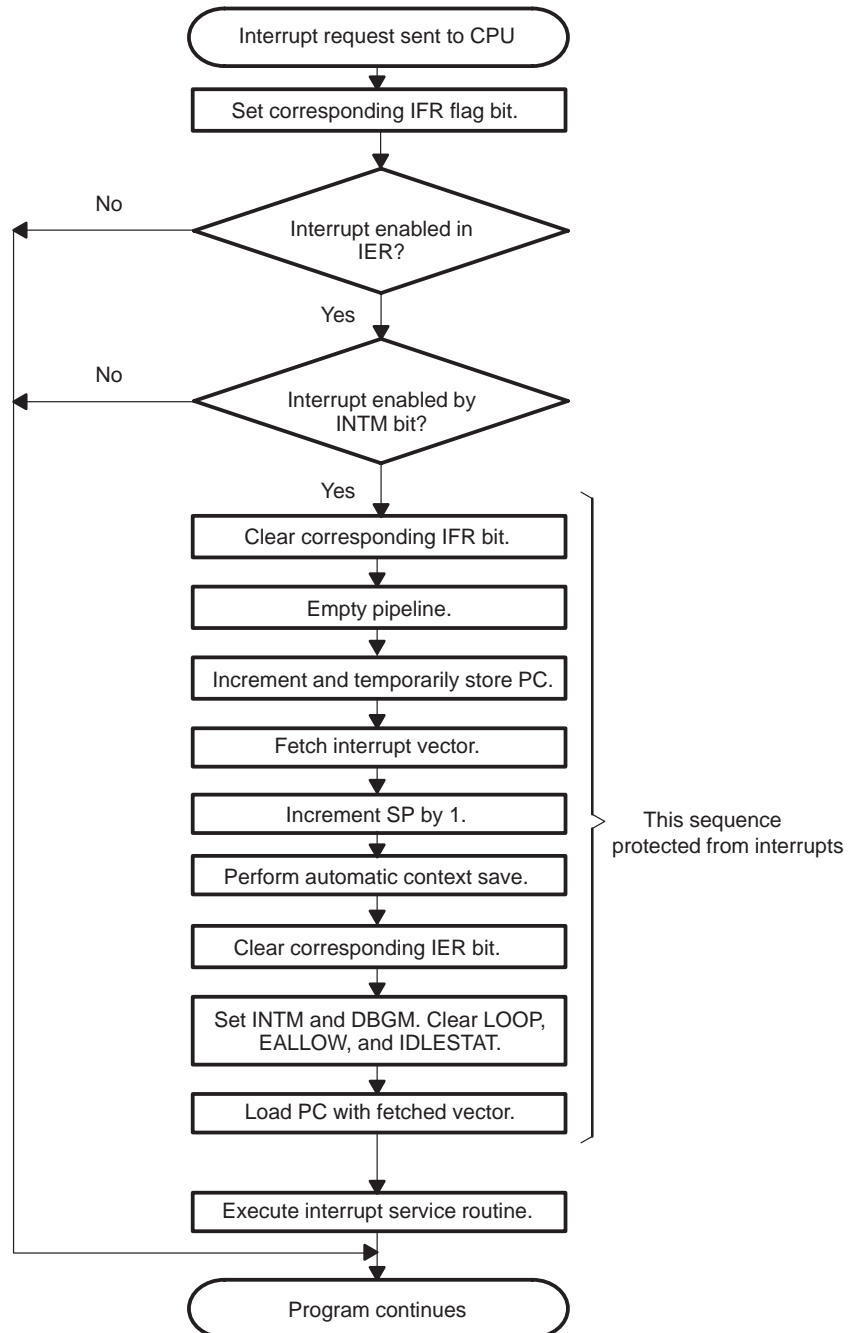 Interrupt request sent to CPU
Set corresponding IFR flag bit.
No
Interrupt enabled in
IER?
Yes
No
Interrupt enabled by
INTM bit?
Yes
Clear corresponding IFR bit.
Empty pipeline.
Increment and temporarily store PC.
Fetch interrupt vector.
Increment SP by 1.
This sequence
protected from interrupts
Perform automatic context save.
Clear corresponding IER bit.
Set INTM and DBGM. Clear LOOP,
EALLOW, and IDLESTAT.
Load PC with fetched vector.
Execute interrupt service routine.
Program continues